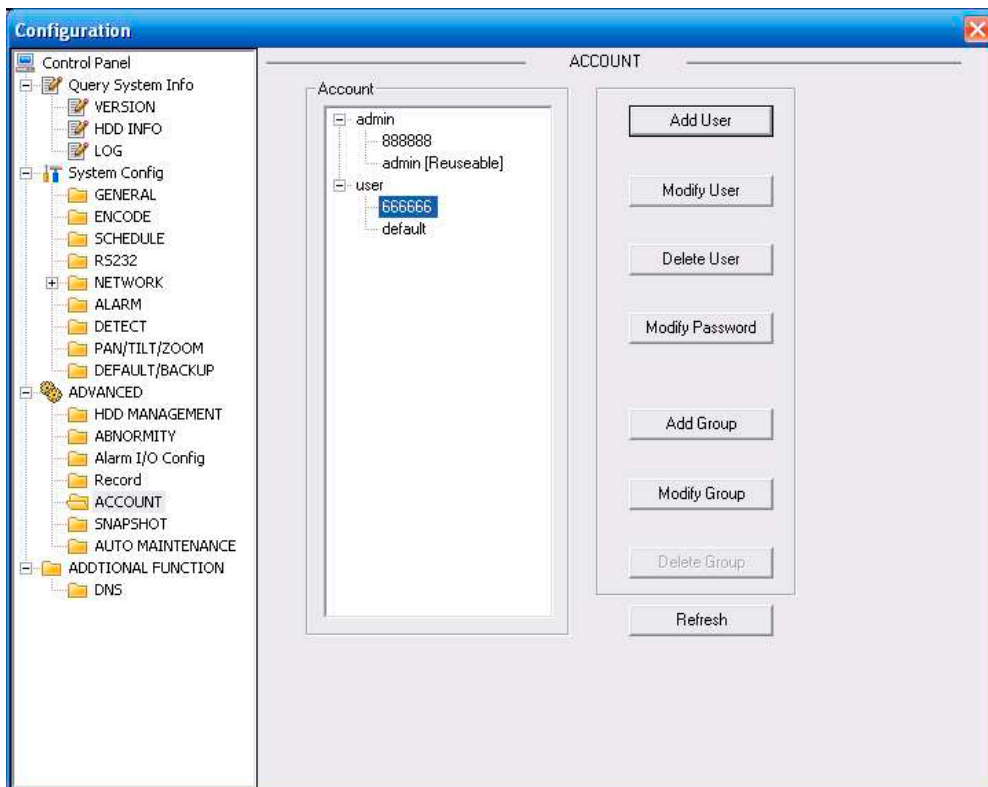 Configuration
Control Panel
Query System Info
VERSION
HDD INFO
LOG
System Config
GENERAL
ENCODE
SCHEDULE
RS232
NETWORK
ALARM
DETECT
PAN/TILT/ZOOM
DEFAULT/BACKUP
ADVANCED
HDD MANAGEMENT
ABNORMITY
Alarm I/O Config
Record
ACCOUNT
SNAPSHOT
AUTO MAINTENANCE
ADDTIONAL FUNCTION
DNS
ACCOUNT
Account
admin
888888
admin [Reuseable]
user
666666
default
Add User
Modify User
Delete User
Modify Password
Add Group
Modify Group
Delete Group
Refresh